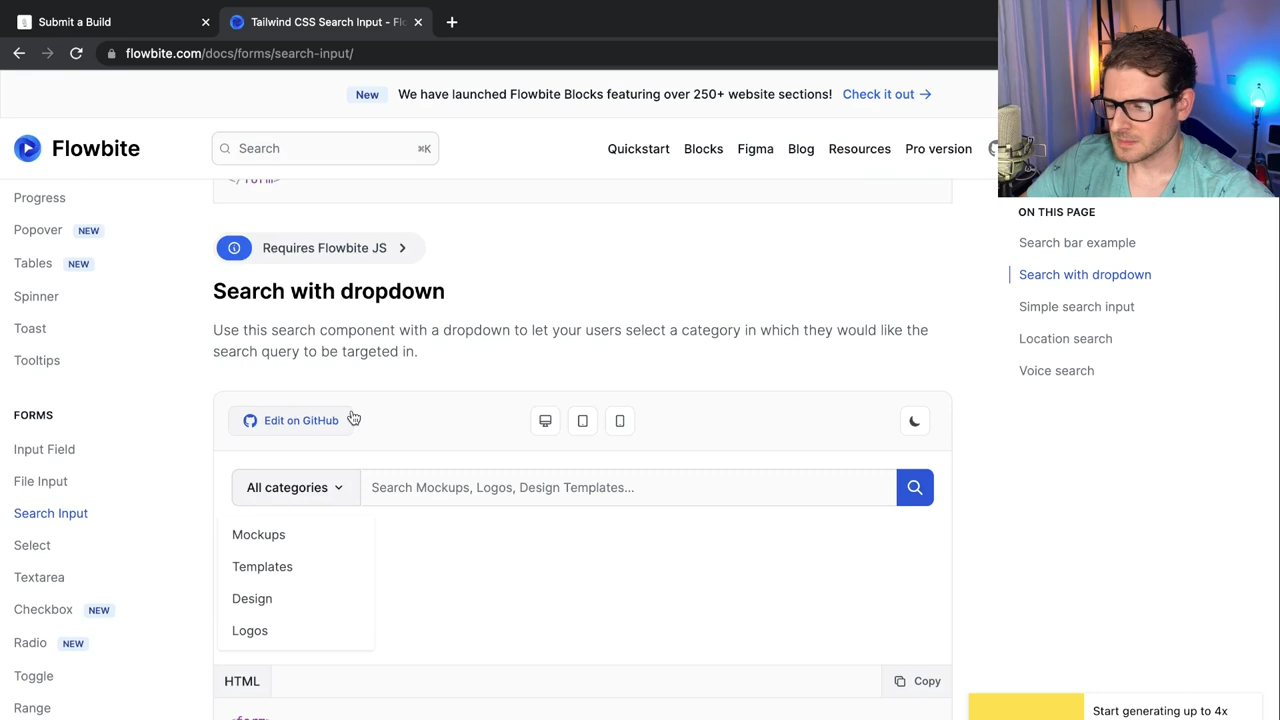 Submit a Build
Tailwind CSS Search Input - Flo
flowbite.com/docs/forms/search-input/
New
We have launched Flowbite Blocks featuring over 250+ website sections!
Check it out →
Flowbite
Search
⌘K
Quickstart
Blocks
Figma
Blog
Resources
Pro version
Progress
Popover NEW
Tables NEW
Spinner
Toast
Tooltips
FORMS
Input Field
File Input
Search Input
Select
Textarea
Checkbox NEW
Radio NEW
Toggle
Range
</form>
Requires Flowbite JS
Search with dropdown
Use this search component with a dropdown to let your users select a category in which they would like the
search query to be targeted in.
Edit on GitHub
All categories
Search Mockups, Logos, Design Templates...
Mockups
Templates
Design
Logos
HTML
Copy
<form>
ON THIS PAGE
Search bar example
Search with dropdown
Simple search input
Location search
Voice search
Start generating up to 4x